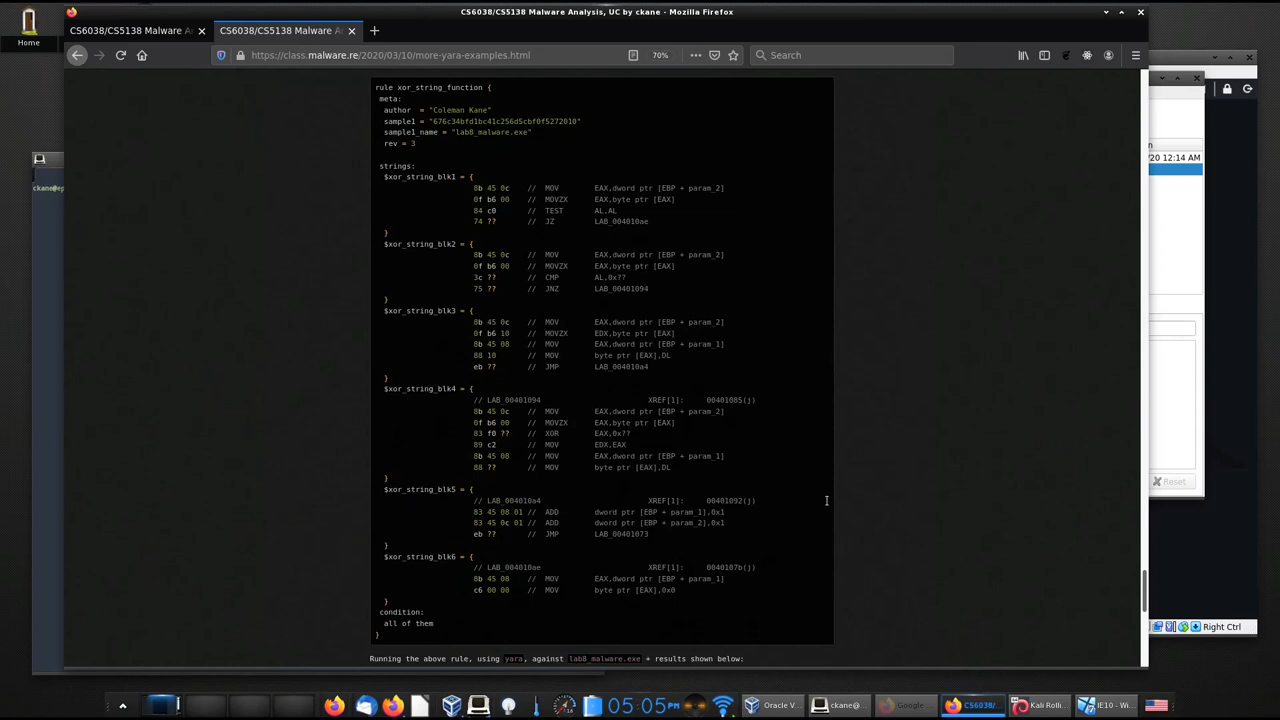 CS6038/CS5138 Malware Analysis, UC by ckane - Mozilla Firefox
Home
CS6038/CS5138 Malware A
CS6038/CS5138 Malware A
https://class.malware.re/2020/03/10/more-yara-examples.html
70%
Search
rule xor_string_function {
meta:
author = "Coleman Kane"
sample1 = "676c34bfd1bc41c256d5cbf0f5272010"
sample1_name = "lab8_malware.exe"
rev = 3
strings:
$xor_string_blk1 = {
8b 45 0c // MOV EAX,dword ptr [EBP + param_2]
0f b6 00 // MOVZX EAX,byte ptr [EAX]
84 c0 // TEST AL,AL
74 ?? // JZ LAB_004010ae
}
$xor_string_blk2 = {
8b 45 0c // MOV EAX,dword ptr [EBP + param_2]
0f b6 00 // MOVZX EAX,byte ptr [EAX]
3c ?? // CMP AL,0x??
75 ?? // JNZ LAB_00401094
}
$xor_string_blk3 = {
8b 45 0c // MOV EAX,dword ptr [EBP + param_2]
0f b6 10 // MOVZX EDX,byte ptr [EAX]
8b 45 08 // MOV EAX,dword ptr [EBP + param_1]
88 10 // MOV byte ptr [EAX],DL
eb ?? // JMP LAB_004010a4
}
$xor_string_blk4 = {
// LAB_00401094 XREF[1]: 00401085(j)
8b 45 0c // MOV EAX,dword ptr [EBP + param_2]
0f b6 00 // MOVZX EAX,byte ptr [EAX]
83 f0 ?? // XOR EAX,0x??
89 c2 // MOV EDX,EAX
8b 45 08 // MOV EAX,dword ptr [EBP + param_1]
88 ?? // MOV byte ptr [EAX],DL
}
$xor_string_blk5 = {
// LAB_004010a4 XREF[1]: 00401092(j)
83 45 08 01 // ADD dword ptr [EBP + param_1],0x1
83 45 0c 01 // ADD dword ptr [EBP + param_2],0x1
eb ?? // JMP LAB_00401073
}
$xor_string_blk6 = {
// LAB_004010ae XREF[1]: 0040107b(j)
8b 45 08 // MOV EAX,dword ptr [EBP + param_1]
c6 00 00 // MOV byte ptr [EAX],0x0
}
condition:
all of them
}
Running the above rule, using yara, against lab8_malware.exe + results shown below:
ckane@ep
n
/20 12:14 AM
Reset
Right Ctrl
05:05 PM
Oracle V...
ckane@...
Google
CS6038/...
Kali Rolli...
IE10 - Wi...